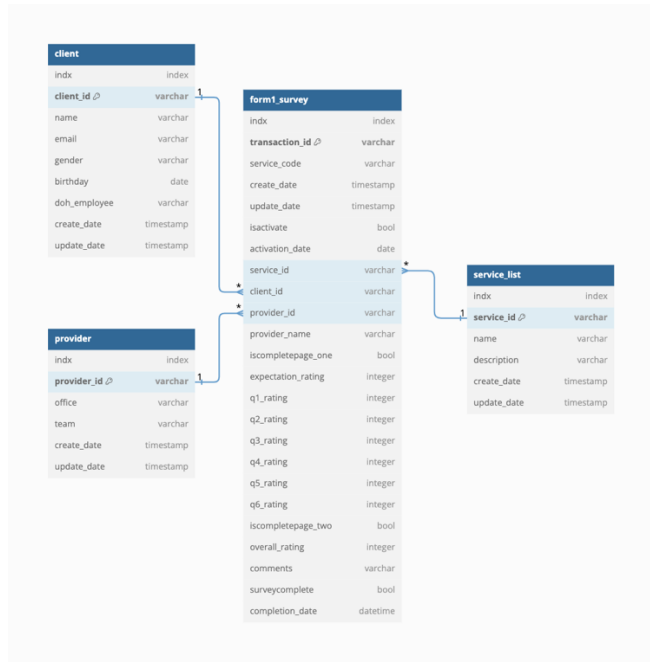 client
indx index
client_id varchar
name varchar
email varchar
gender varchar
birthday date
doh_employee varchar
create_date timestamp
update_date timestamp
1
form1_survey
indx index
transaction_id varchar
service_code varchar
create_date timestamp
update_date timestamp
isactivate bool
activation_date date
service_id varchar
client_id varchar
provider_id varchar
provider_name varchar
iscompletepage_one bool
expectation_rating integer
q1_rating integer
q2_rating integer
q3_rating integer
q4_rating integer
q5_rating integer
q6_rating integer
iscompletepage_two bool
overall_rating integer
comments varchar
surveycomplete bool
completion_date datetime
*
*
*
service_list
indx index
1
service_id varchar
name varchar
description varchar
create_date timestamp
update_date timestamp
provider
indx index
provider_id varchar
office varchar
team varchar
create_date timestamp
update_date timestamp
1